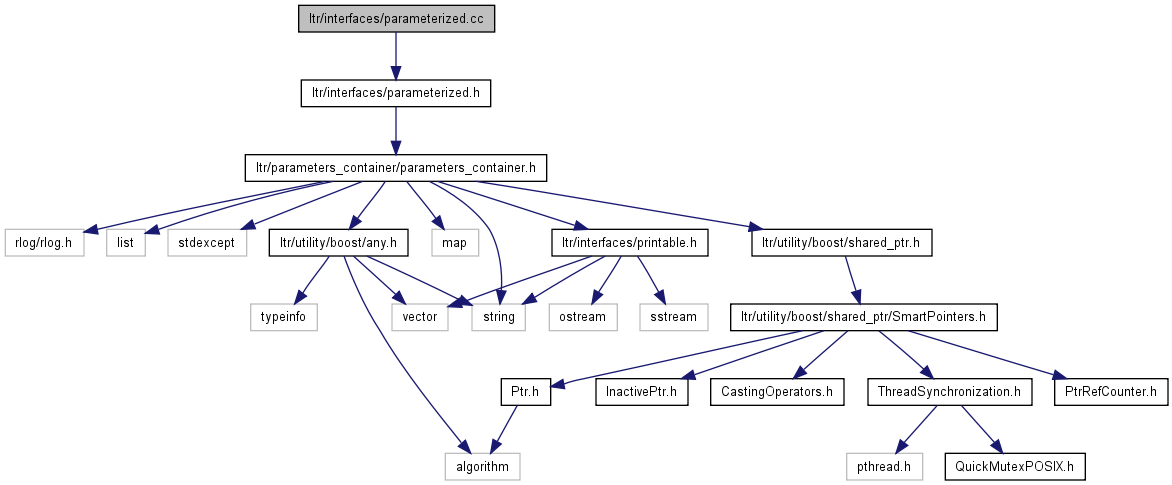 ltr/interfaces/parameterized.cc
ltr/interfaces/parameterized.h
ltr/parameters_container/parameters_container.h
rlog/rlog.h
list
stdexcept
ltr/utility/boost/any.h
map
ltr/interfaces/printable.h
ltr/utility/boost/shared_ptr.h
typeinfo
vector
string
ostream
sstream
ltr/utility/boost/shared_ptr/SmartPointers.h
Ptr.h
InactivePtr.h
CastingOperators.h
ThreadSynchronization.h
PtrRefCounter.h
algorithm
pthread.h
QuickMutexPOSIX.h